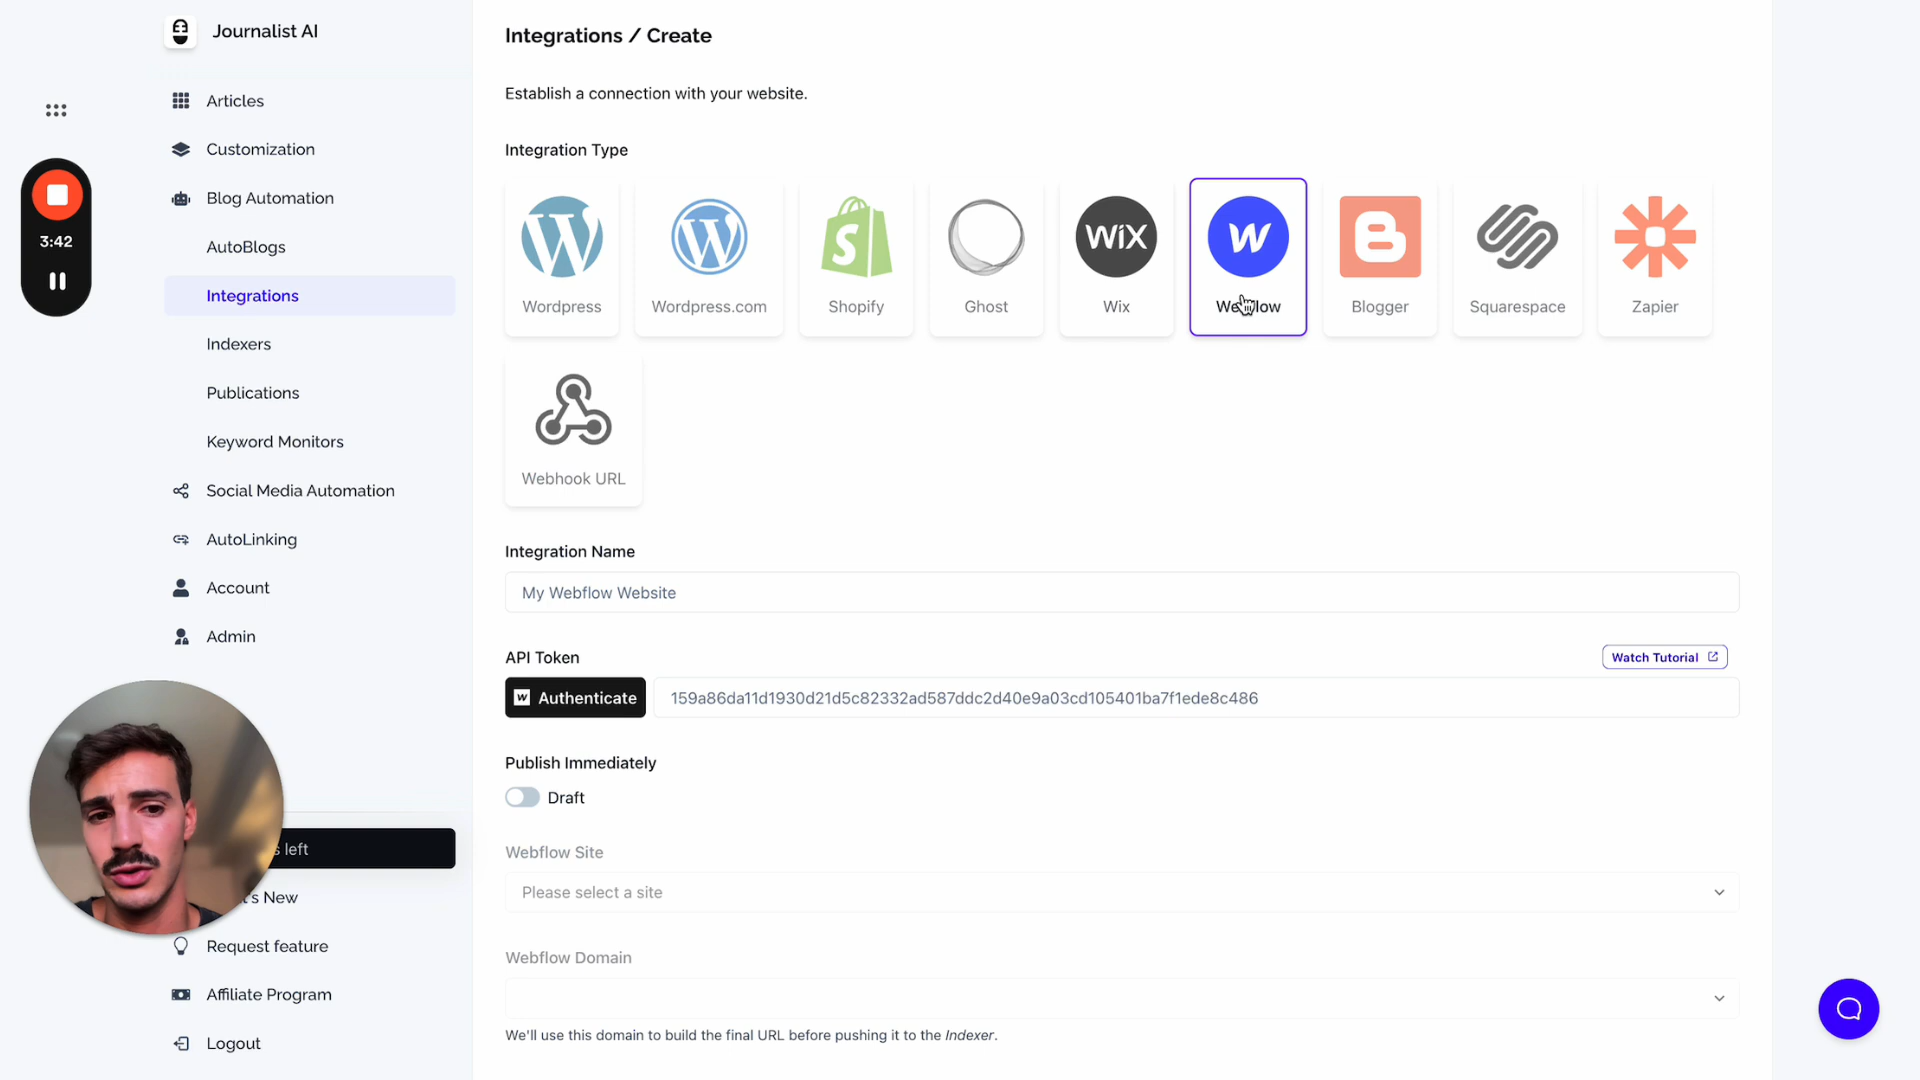 Journalist AI
Articles
Customization
Blog Automation
AutoBlogs
Integrations
Indexers
Publications
Keyword Monitors
Social Media Automation
AutoLinking
Account
Admin
3:42
left
's New
Request feature
Affiliate Program
Logout
Integrations / Create
Establish a connection with your website.
Integration Type
Wordpress
Wordpress.com
Shopify
Ghost
WiX
Wix
Webflow
Blogger
Squarespace
Zapier
Webhook URL
Integration Name
My Webflow Website
API Token
Watch Tutorial
Authenticate
159a86da11d1930d21d5c82332ad587ddc2d40e9a03cd105401ba7f1ede8c486
Publish Immediately
Draft
Webflow Site
Please select a site
Webflow Domain
We'll use this domain to build the final URL before pushing it to the Indexer.